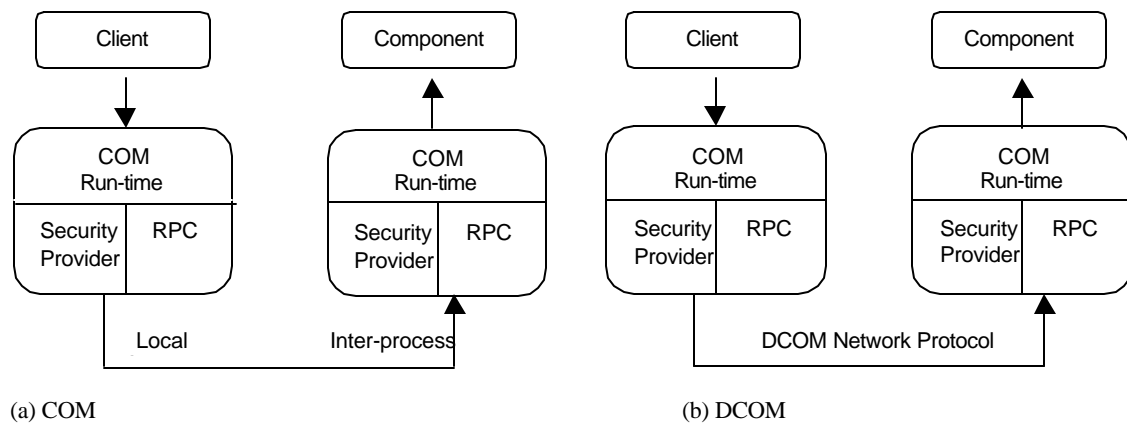 Client
Component
Client
Component
COM
Run-time
COM
Run-time
COM
Run-time
COM
Run-time
Security
Provider
RPC
Security
Provider
RPC
Security
Provider
RPC
Security
Provider
RPC
Local
Inter-process
DCOM Network Protocol
(a) COM
(b) DCOM